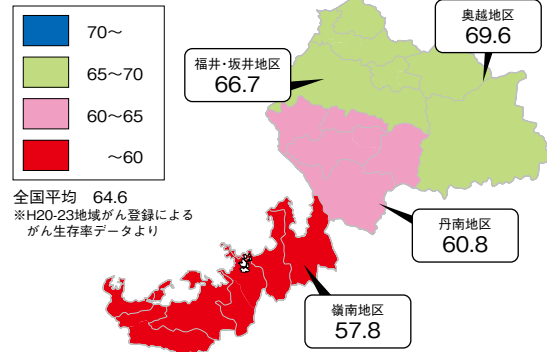 70～
65～70
60～65
～60
全国平均 64.6
※H20-23地域がん登録による
がん生存率データより
奥越地区
69.6
福井・坂井地区
66.7
丹南地区
60.8
嶺南地区
57.8